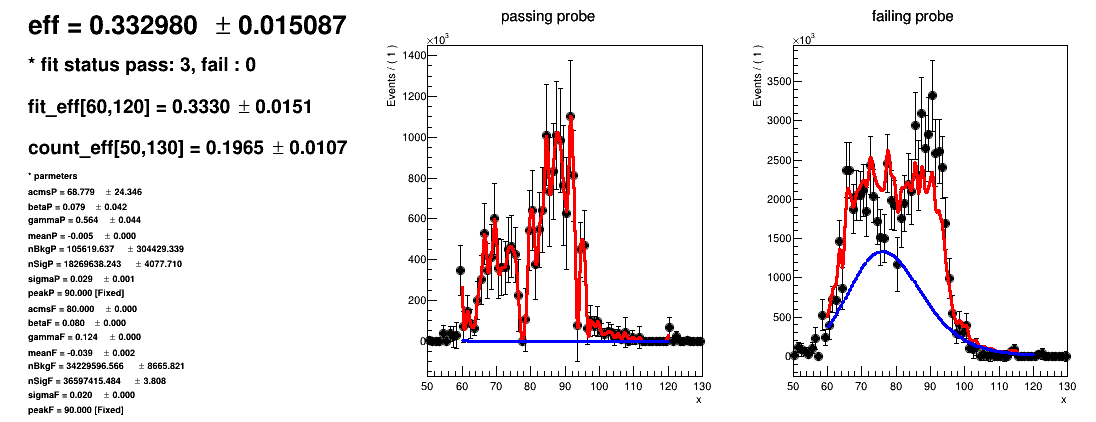 eff = 0.332980 ± 0.015087
* fit status pass: 3, fail : 0
fit_eff[60,120] = 0.3330 ± 0.0151
count_eff[50,130] = 0.1965 ± 0.0107
* parmeters
acmsP = 68.779 ± 24.346
betaP = 0.079 ± 0.042
gammaP = 0.564 ± 0.044
meanP = -0.005 ± 0.000
nBkgP = 105619.637 ± 304429.339
nSigP = 18269638.243 ± 4077.710
sigmaP = 0.029 ± 0.001
peakP = 90.000 [Fixed]
acmsF = 80.000 ± 0.000
betaF = 0.080 ± 0.000
gammaF = 0.124 ± 0.000
meanF = -0.039 ± 0.002
nBkgF = 34229596.566 ± 8665.821
nSigF = 36597415.484 ± 3.808
sigmaF = 0.020 ± 0.000
peakF = 90.000 [Fixed]
passing probe
×10³
Events / ( 1 )
1400
1200
1000
800
600
400
200
0
50 60 70 80 90 100 110 120 130
x
failing probe
×10³
Events / ( 1 )
3500
3000
2500
2000
1500
1000
500
0
50 60 70 80 90 100 110 120 130
x